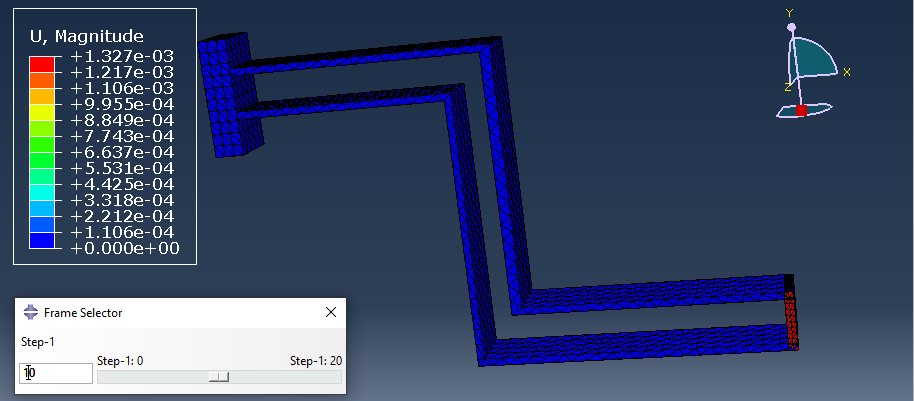 U, Magnitude
+1.327e-03
+1.217e-03
+1.106e-03
+9.955e-04
+8.849e-04
+7.743e-04
+6.637e-04
+5.531e-04
+4.425e-04
+3.318e-04
+2.212e-04
+1.106e-04
+0.000e+00
Y
X
Z
Frame Selector
Step-1
Step-1: 0
Step-1: 20
10